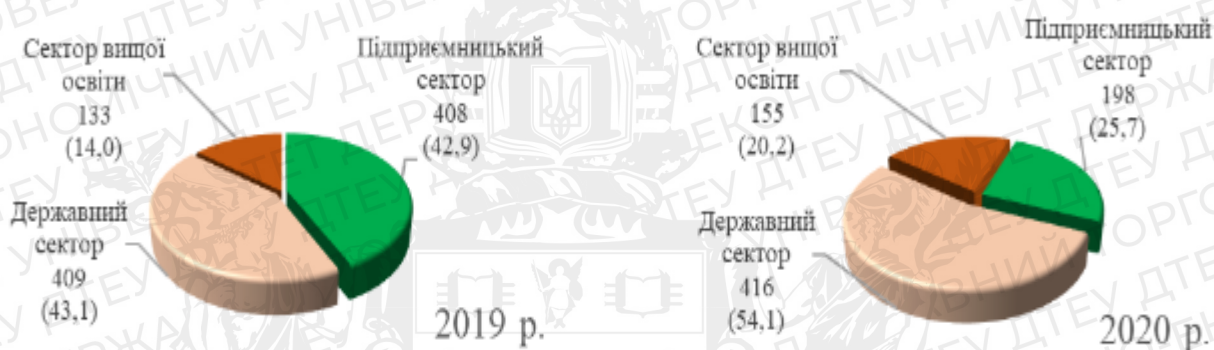 Сектор вищої
освіти
133
(14,0)
Підприємницький
сектор
408
(42,9)
Державний
сектор
409
(43,1)
2019 р.
Сектор вищої
освіти
155
(20,2)
Підприємницький
сектор
198
(25,7)
Державний
сектор
416
(54,1)
2020 р.